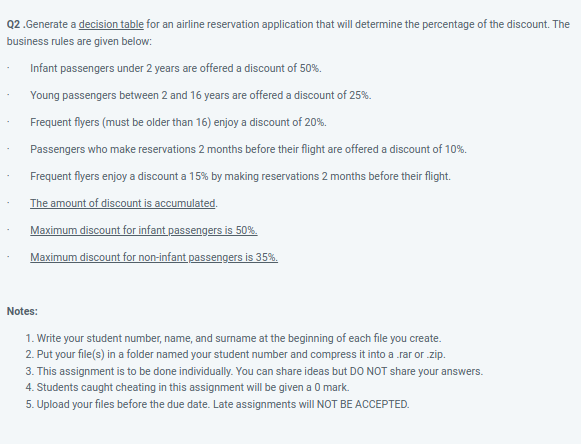 Q2 .Generate a decision table for an airline reservation application that will determine the percentage of the discount. The
business rules are given below:
· Infant passengers under 2 years are offered a discount of 50%.
· Young passengers between 2 and 16 years are offered a discount of 25%.
· Frequent flyers (must be older than 16) enjoy a discount of 20%.
· Passengers who make reservations 2 months before their flight are offered a discount of 10%.
· Frequent flyers enjoy a discount a 15% by making reservations 2 months before their flight.
· The amount of discount is accumulated.
· Maximum discount for infant passengers is 50%.
· Maximum discount for non-infant passengers is 35%.
Notes:
1. Write your student number, name, and surname at the beginning of each file you create.
2. Put your file(s) in a folder named your student number and compress it into a .rar or .zip.
3. This assignment is to be done individually. You can share ideas but DO NOT share your answers.
4. Students caught cheating in this assignment will be given a 0 mark.
5. Upload your files before the due date. Late assignments will NOT BE ACCEPTED.